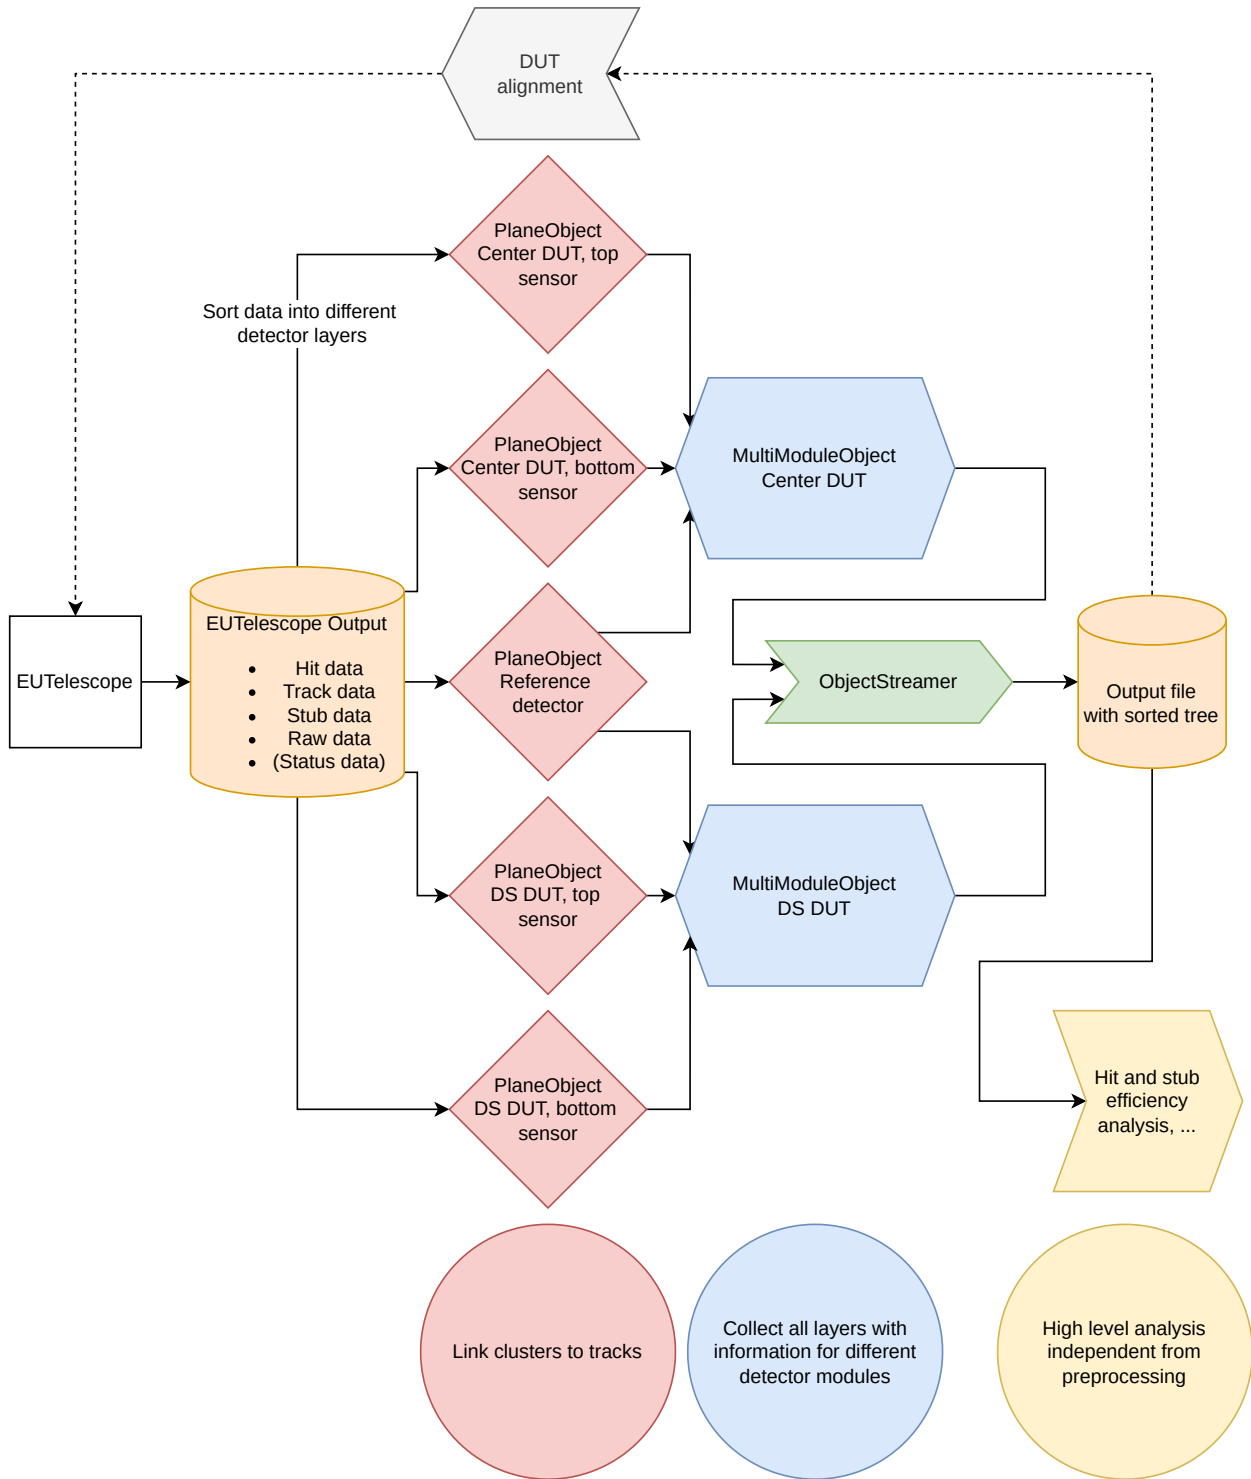 DUT
alignment
PlaneObject
Center DUT, top
sensor
Sort data into different
detector layers
PlaneObject
Center DUT, bottom
sensor
MultiModuleObject
Center DUT
EUTelescope
EUTelescope Output
• Hit data
• Track data
• Stub data
• Raw data
• (Status data)
PlaneObject
Reference
detector
ObjectStreamer
Output file
with sorted tree
PlaneObject
DS DUT, top
sensor
MultiModuleObject
DS DUT
PlaneObject
DS DUT, bottom
sensor
Hit and stub
efficiency
analysis, ...
Link clusters to tracks
Collect all layers with
information for different
detector modules
High level analysis
independent from
preprocessing